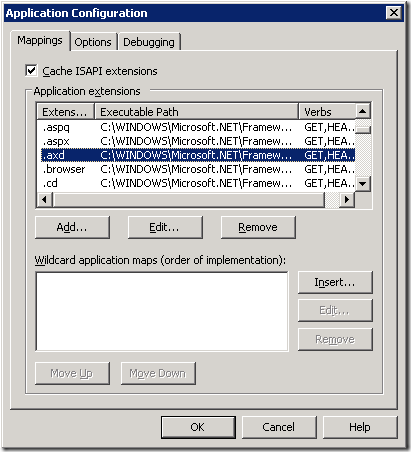 Application Configuration
Mappings Options Debugging
Cache ISAPI extensions
Application extensions
Extens... Executable Path Verbs
.aspq C:\WINDOWS\Microsoft.NET\Framew... GET,HEA...
.aspx C:\WINDOWS\Microsoft.NET\Framew... GET,HEA...
.axd C:\WINDOWS\Microsoft.NET\Framew... GET,HEA...
.browser C:\WINDOWS\Microsoft.NET\Framew... GET,HEA...
.cd C:\WINDOWS\Microsoft.NET\Framew... GET,HEA...
Add... Edit... Remove
Wildcard application maps (order of implementation):
Insert...
Edit...
Remove
Move Up Move Down
OK Cancel Help